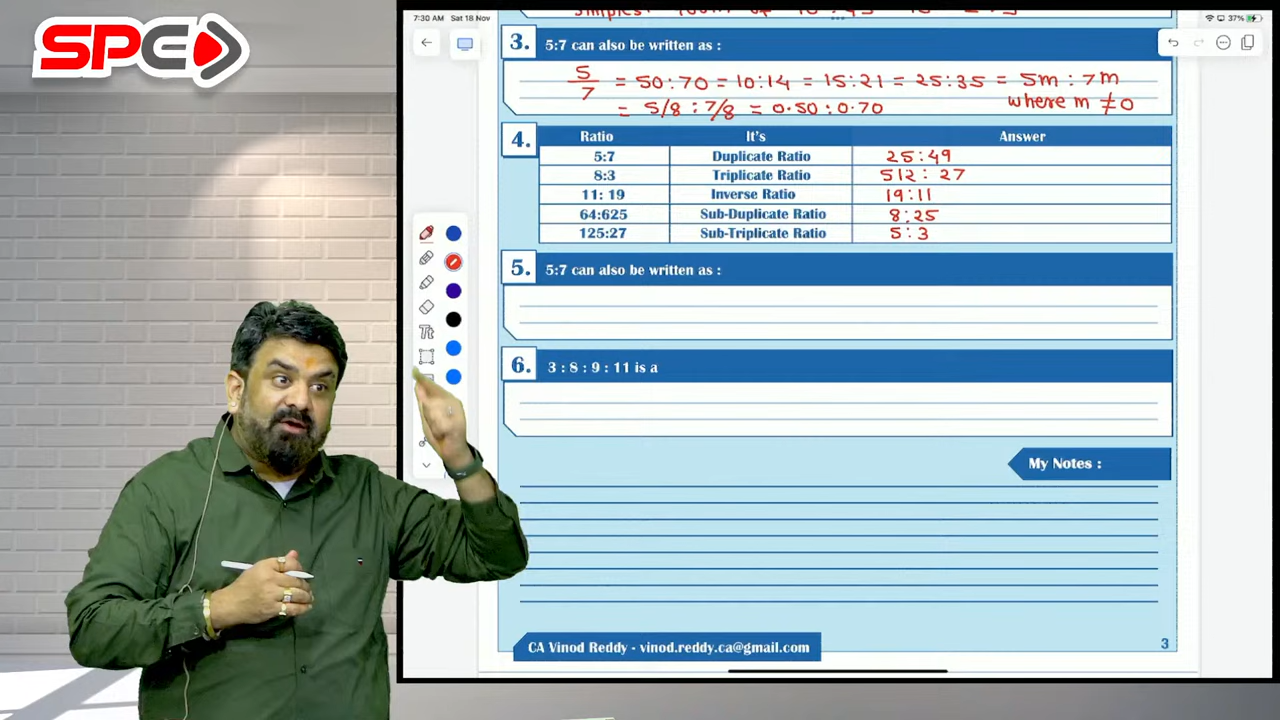 SPED
7:30 AM Sat 18 Nov
37%
3. 5:7 can also be written as :
5/7 = 50:70 = 10:14 = 15:21 = 25:35 = 5m : 7m
= 5/8 : 7/8 = 0.50 : 0.70 where m ≠ 0
4. Ratio It's Answer
5:7 Duplicate Ratio 25:49
8:3 Triplicate Ratio 512 : 27
11: 19 Inverse Ratio 19:11
64:625 Sub-Duplicate Ratio 8:25
125:27 Sub-Triplicate Ratio 5:3
5. 5:7 can also be written as :
6. 3 : 8 : 9 : 11 is a
My Notes :
CA Vinod Reddy - vinod.reddy.ca@gmail.com
3